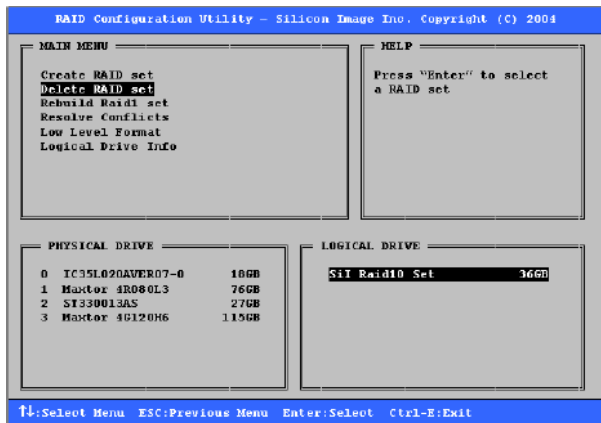 RAID Configuration Utility – Silicon Image Inc. Copyright (C) 2004
MAIN MENU
Create RAID set
Delete RAID set
Rebuild Raid1 set
Resolve Conflicts
Low Level Format
Logical Drive Info
HELP
Press "Enter" to select
a RAID set
PHYSICAL DRIVE
0 IC35L020AVER07-0 18GB
1 Maxtor 4R080L3 76GB
2 ST330013AS 27GB
3 Maxtor 4G120H6 115GB
LOGICAL DRIVE
SiI Raid10 Set 36GB
↑↓:Select Menu ESC:Previous Menu Enter:Select Ctrl-E:Exit